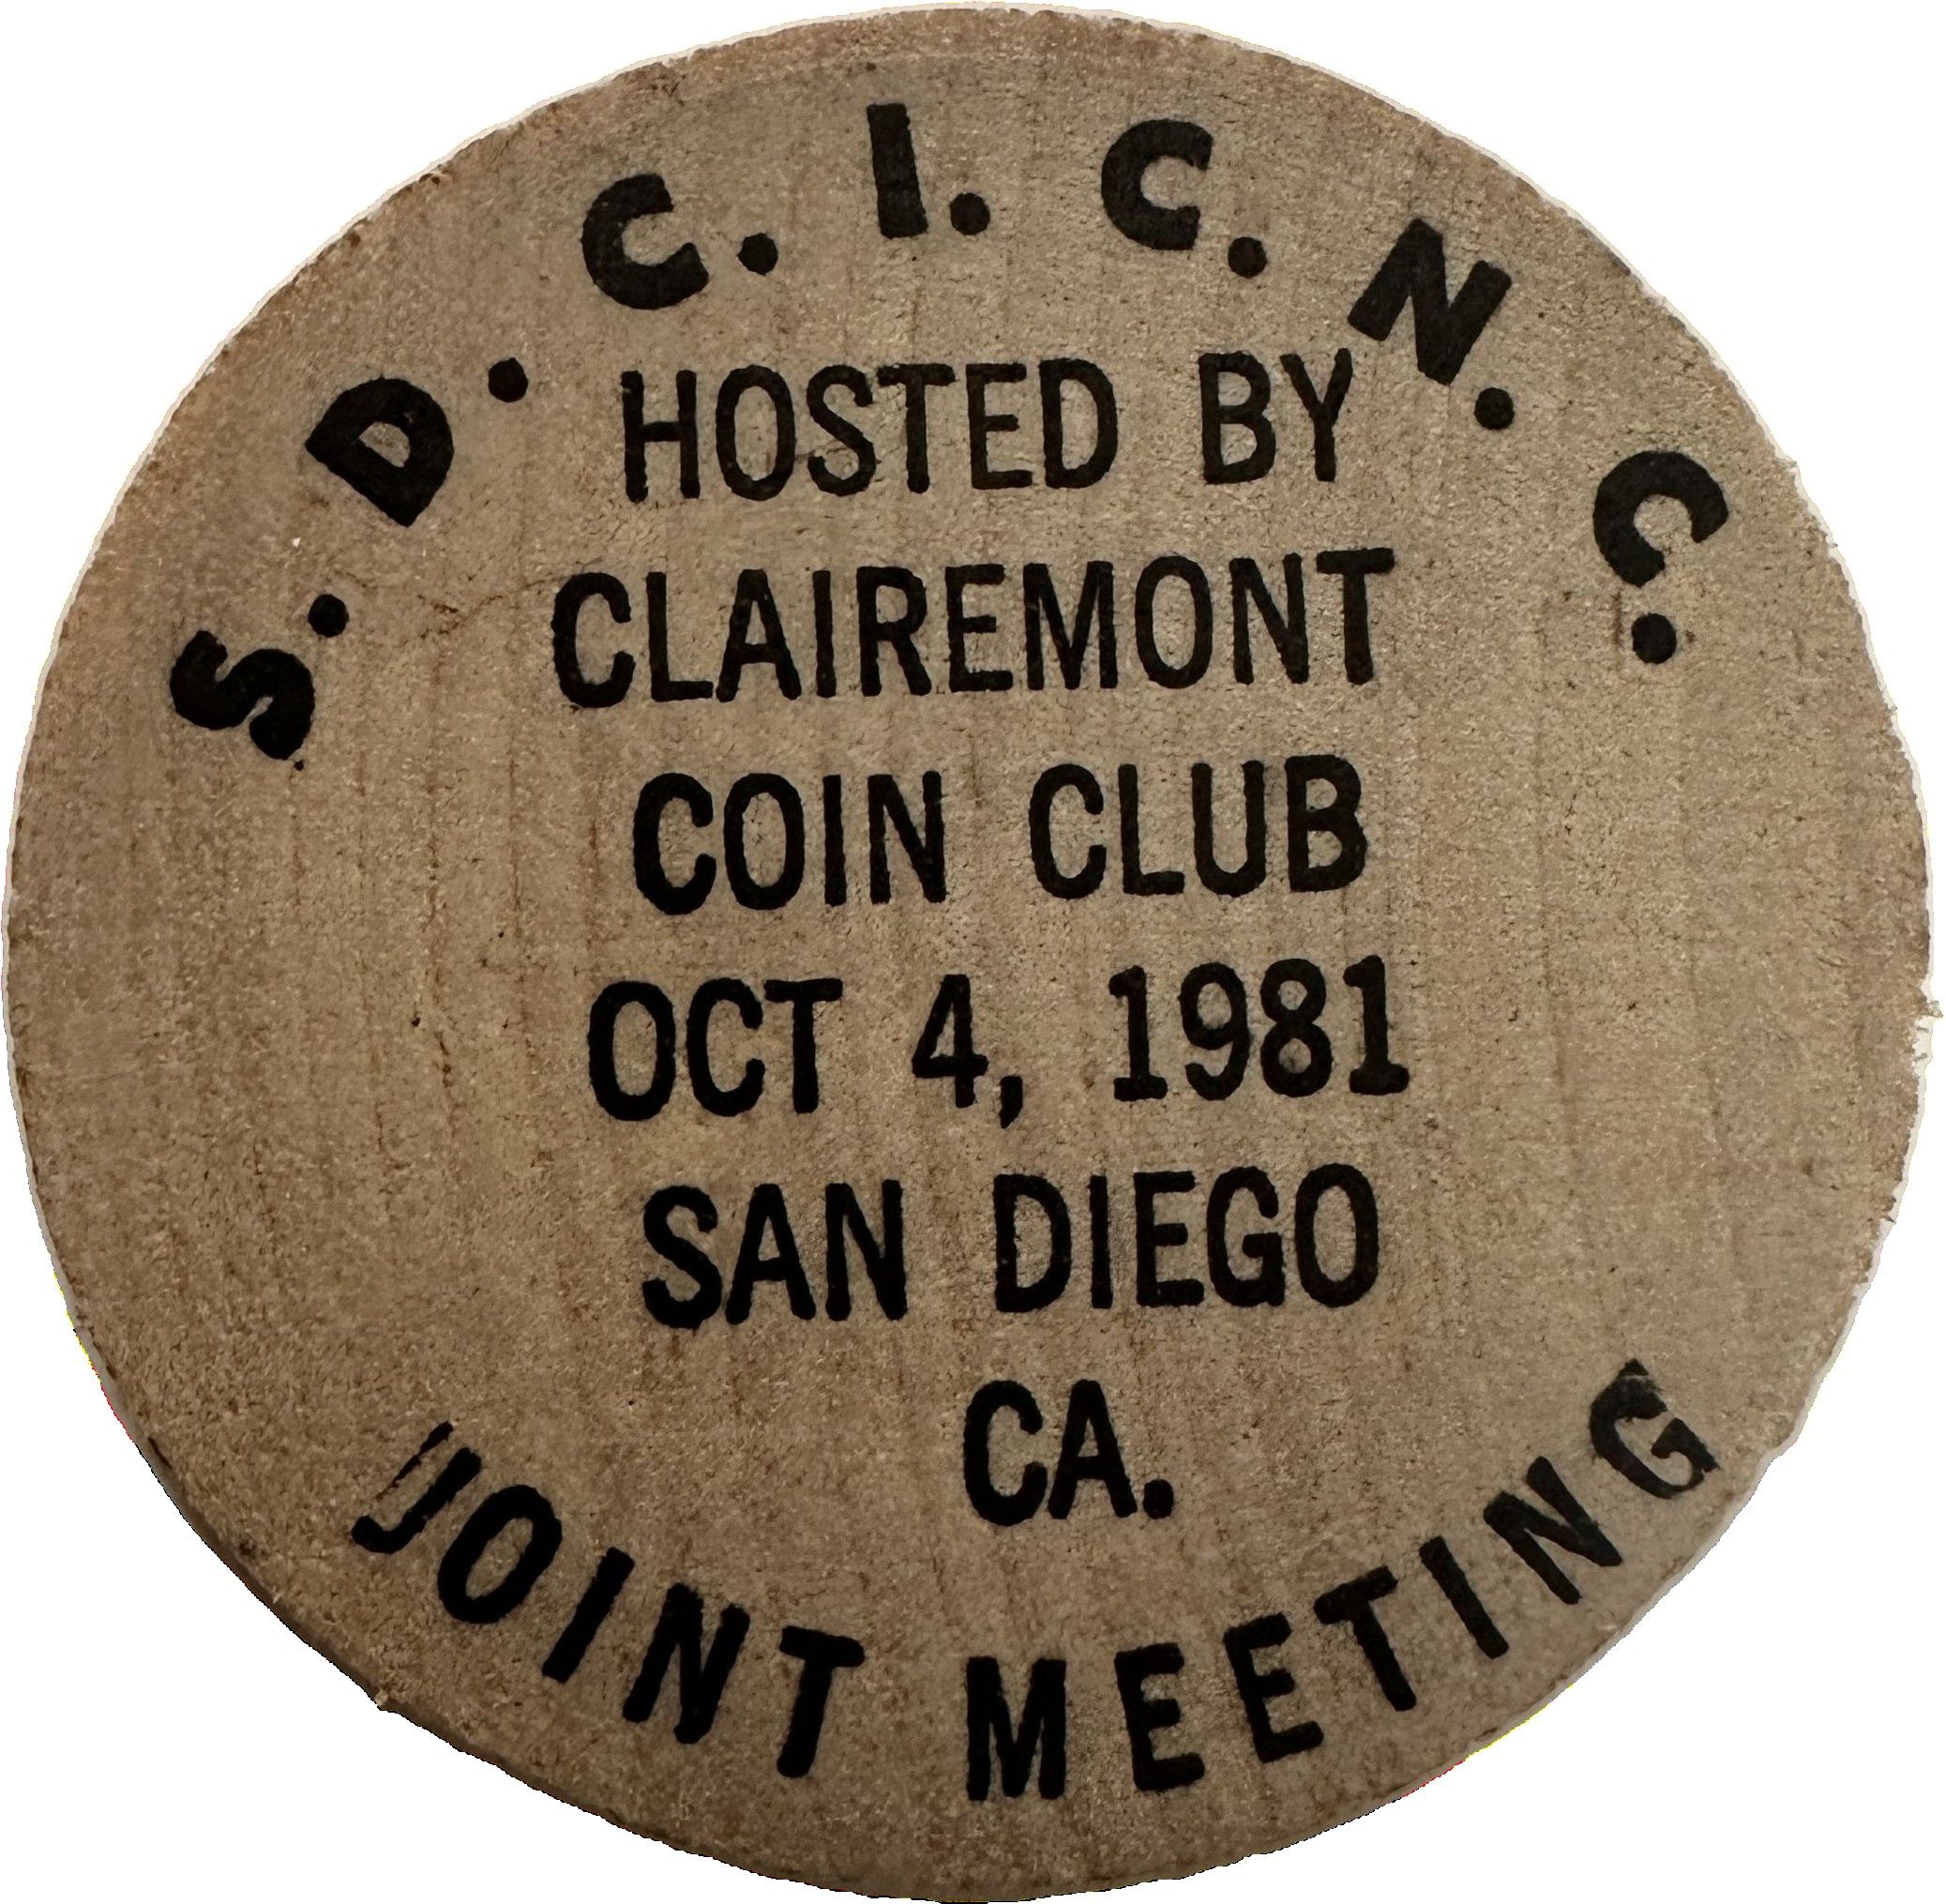 S.D.C.I.C.N.C.
HOSTED BY
CLAIREMONT
COIN CLUB
OCT 4, 1981
SAN DIEGO
CA.
JOINT MEETING